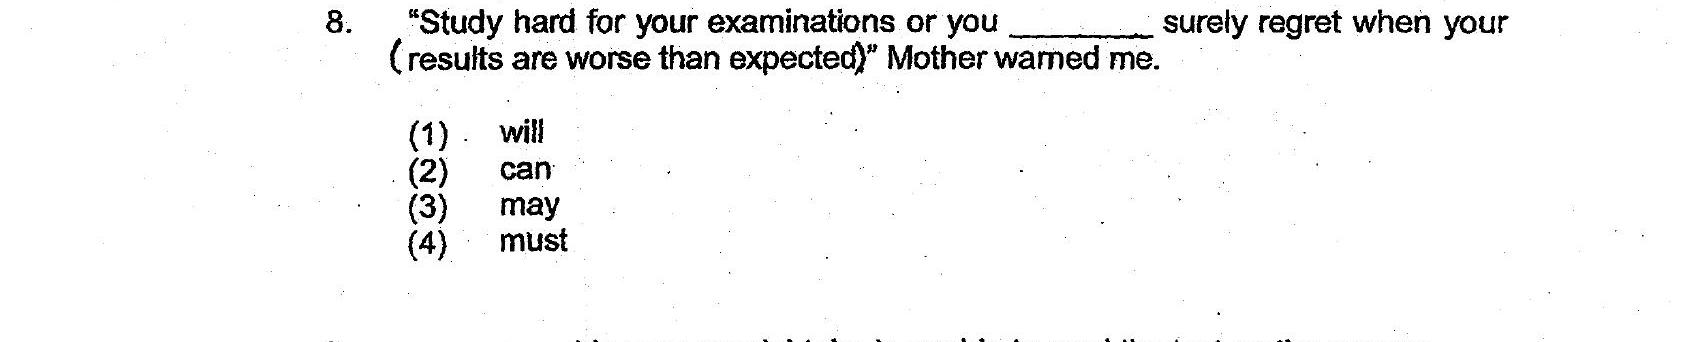 8. “Study hard for your examinations or you ________ surely regret when your
(results are worse than expected)” Mother warned me.
(1) will
(2) can
(3) may
(4) must